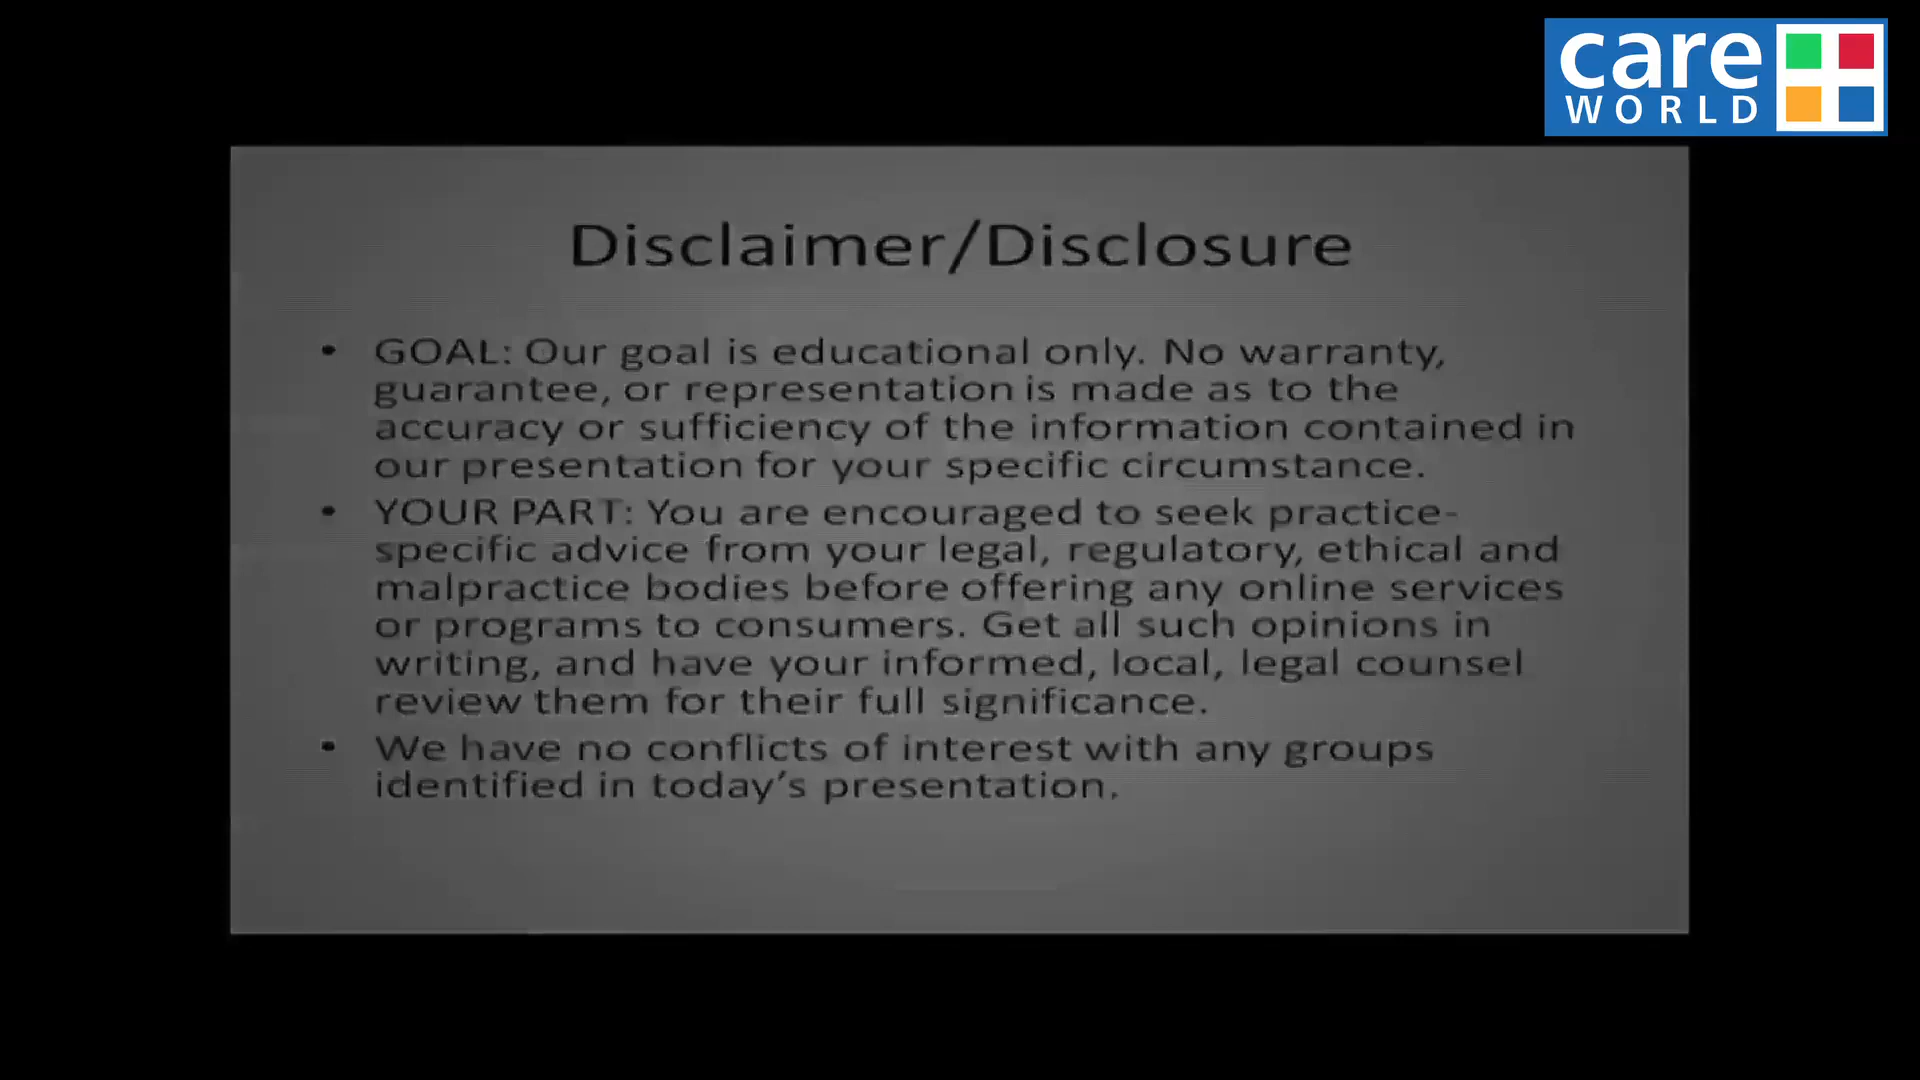 care
WORLD
Disclaimer/Disclosure
• GOAL: Our goal is educational only. No warranty,
guarantee, or representation is made as to the
accuracy or sufficiency of the information contained in
our presentation for your specific circumstance.
• YOUR PART: You are encouraged to seek practice-
specific advice from your legal, regulatory, ethical and
malpractice bodies before offering any online services
or programs to consumers. Get all such opinions in
writing, and have your informed, local, legal counsel
review them for their full significance.
• We have no conflicts of interest with any groups
identified in today's presentation.